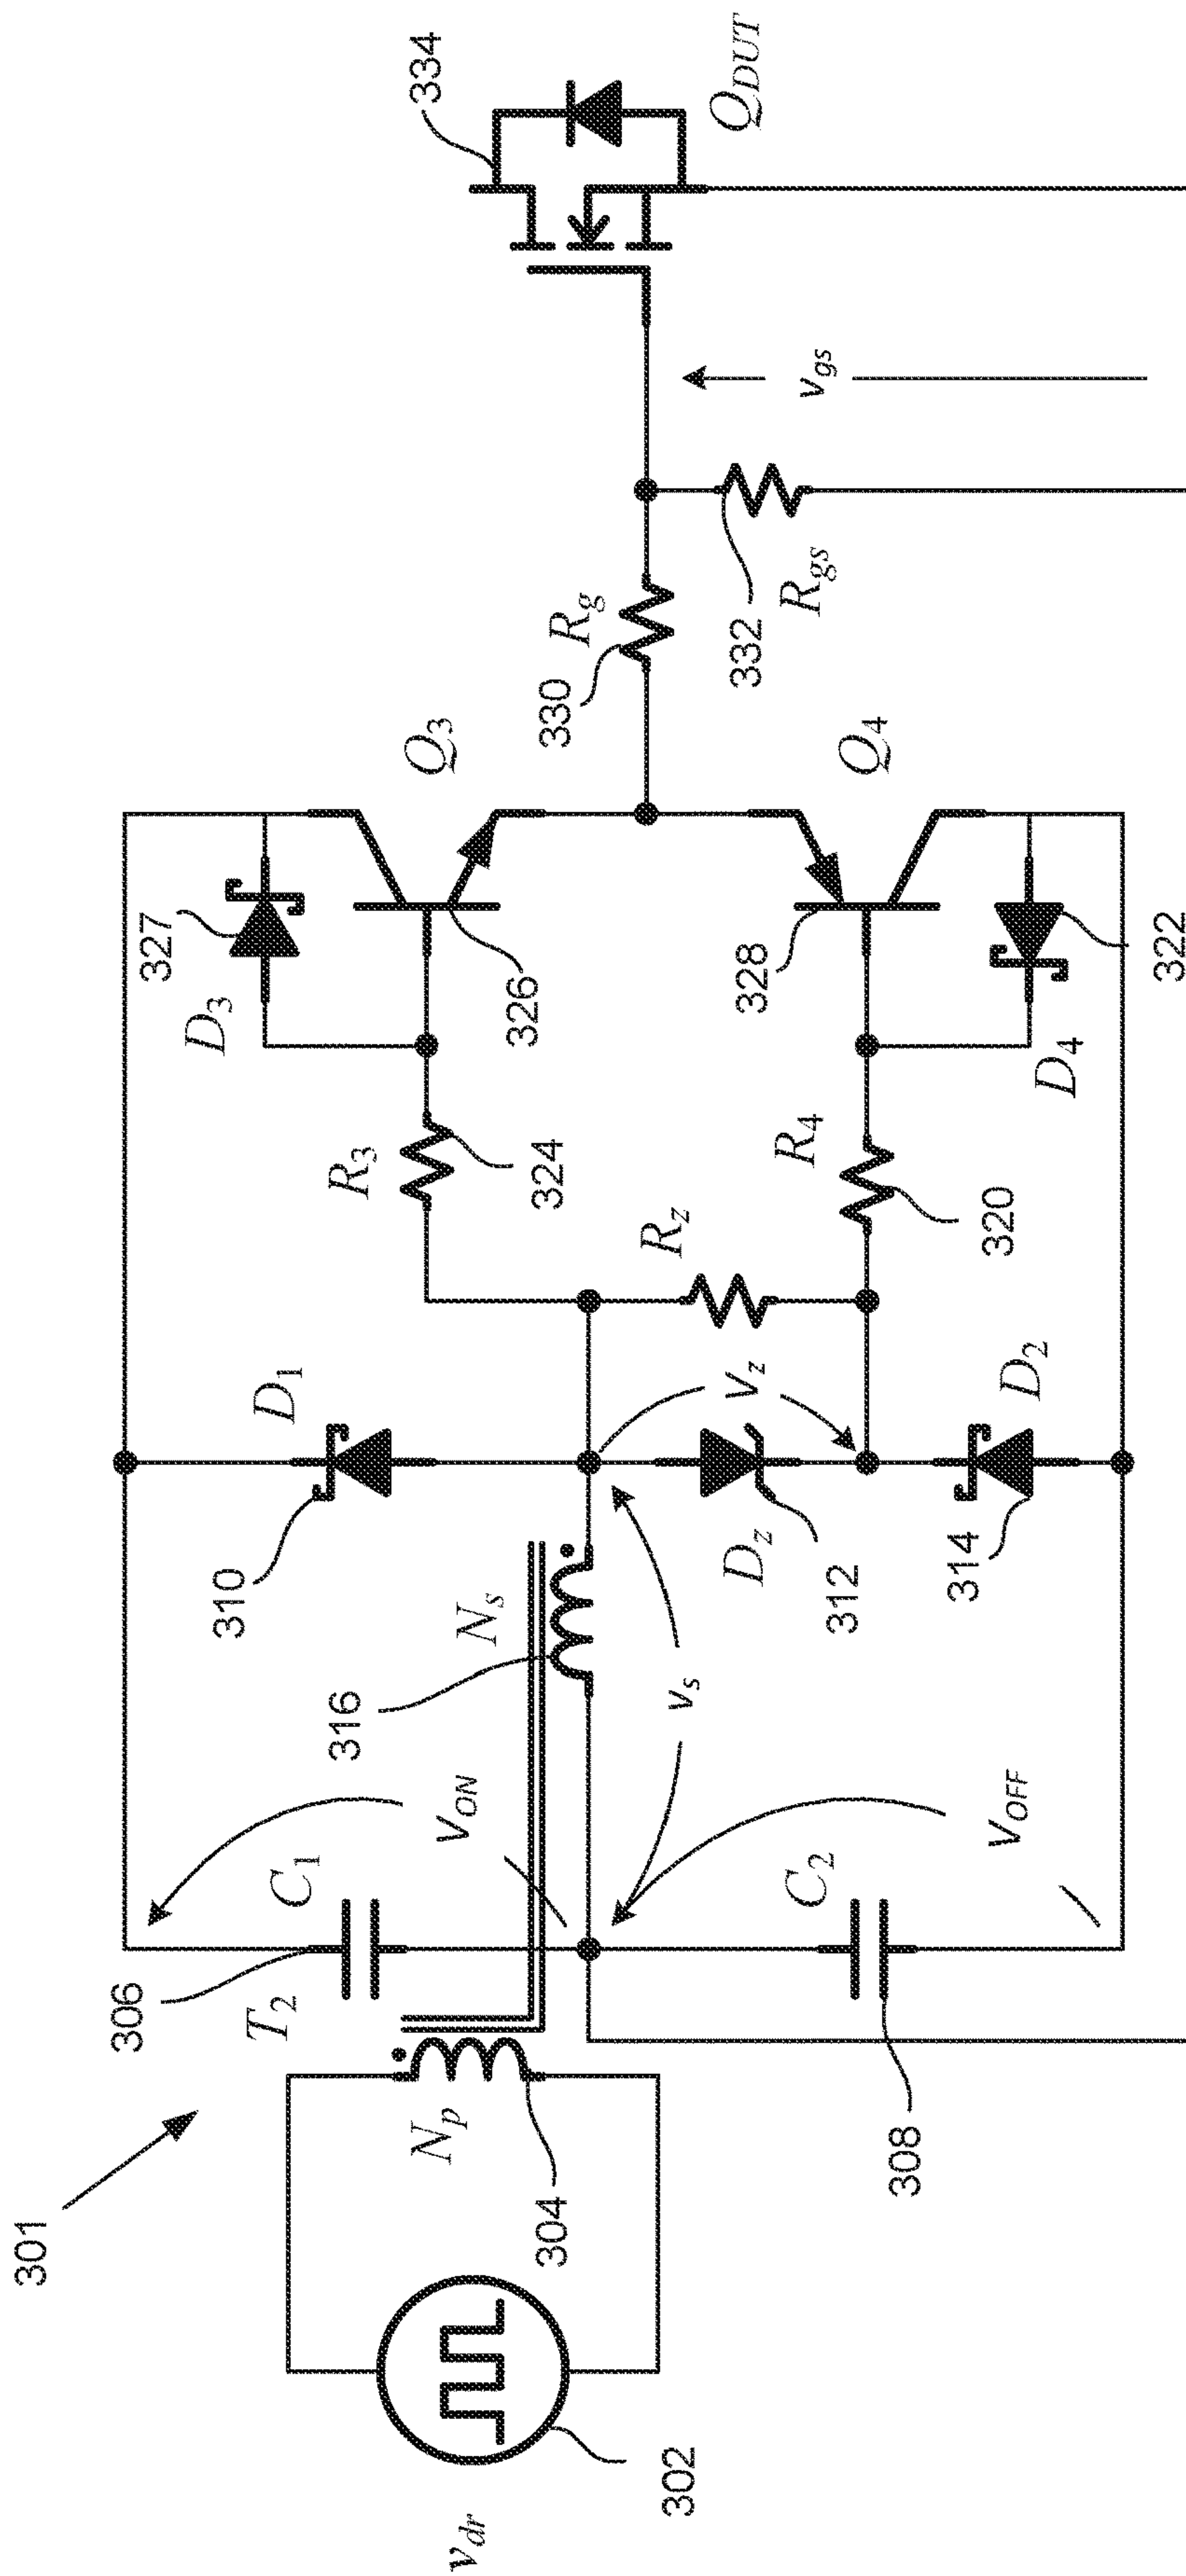 301
v_dr
302
N_p
304
T_2
306
C_1
V_ON
C_2
308
V_OFF
316
N_s
v_s
310
D_1
D_z
312
V_z
314
D_2
R_z
R_3
324
R_4
320
D_3
327
326
Q_3
328
Q_4
D_4
322
330
R_g
332
R_gs
v_gs
334
Q_DUT